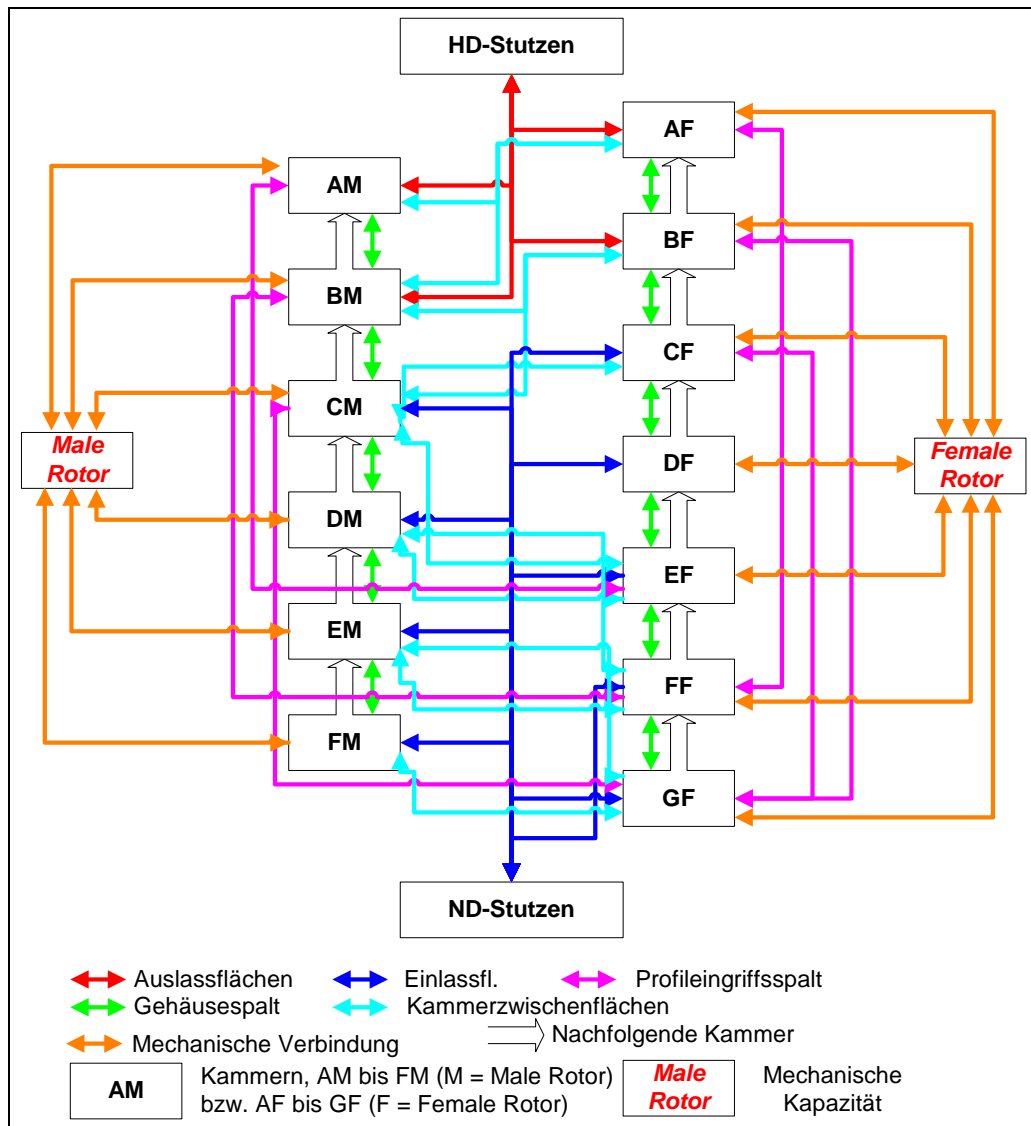 HD-Stutzen
AF
AM
BF
BM
CF
CM
Male
Rotor
DF
Female
Rotor
DM
EF
EM
FF
FM
GF
ND-Stutzen
Auslassflächen
Einlassfl.
Profileingriffsspalt
Gehäusespalt
Kammerzwischenflächen
Mechanische Verbindung
Nachfolgende Kammer
AM
Kammern, AM bis FM (M = Male Rotor)
bzw. AF bis GF (F = Female Rotor)
Male
Rotor
Mechanische
Kapazität